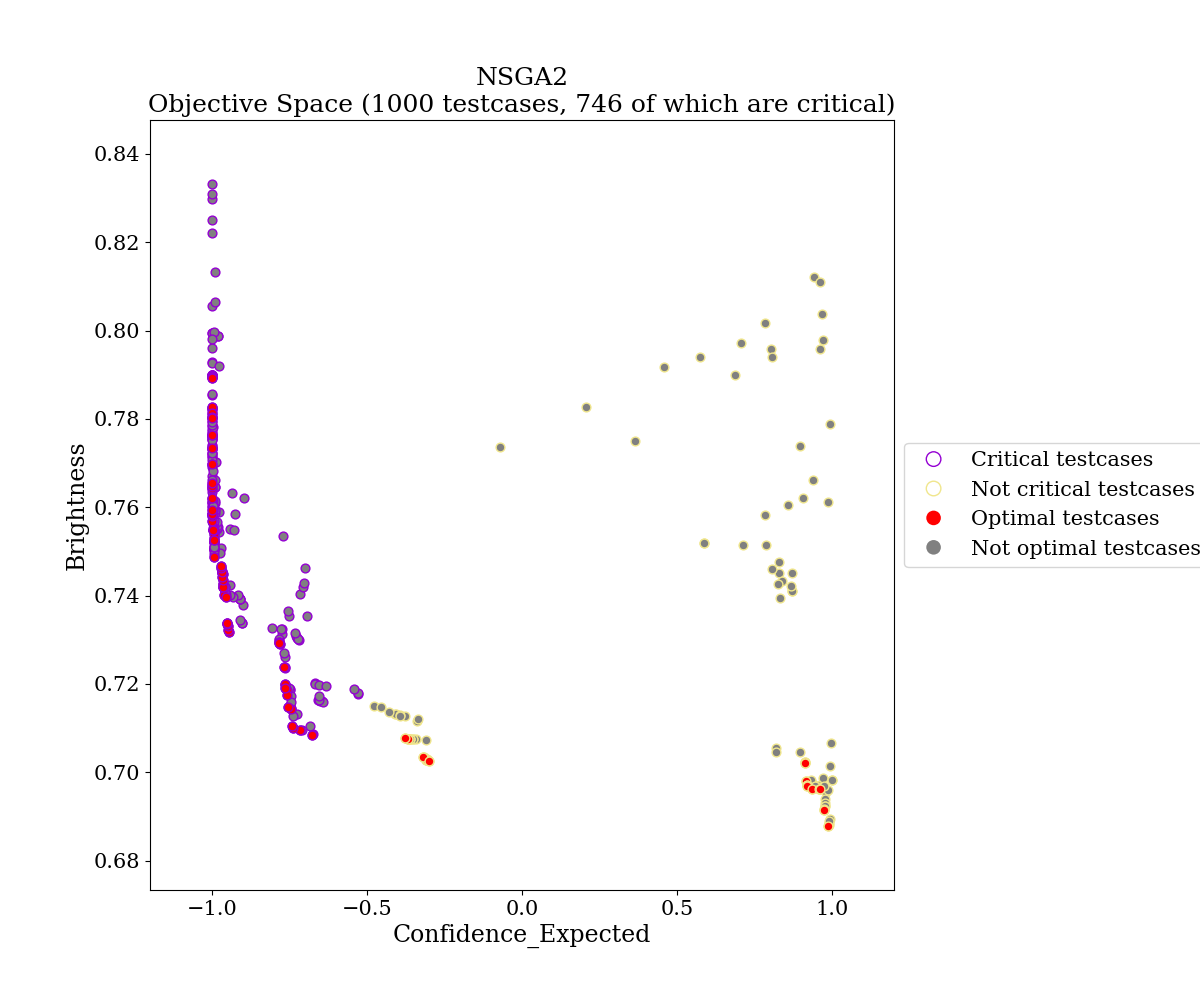 NSGA2
Objective Space (1000 testcases, 746 of which are critical)
0.84
0.82
0.80
0.78
0.76
0.74
0.72
0.70
0.68
Brightness
−1.0
−0.5
0.0
0.5
1.0
Confidence_Expected
Critical testcases
Not critical testcases
Optimal testcases
Not optimal testcases